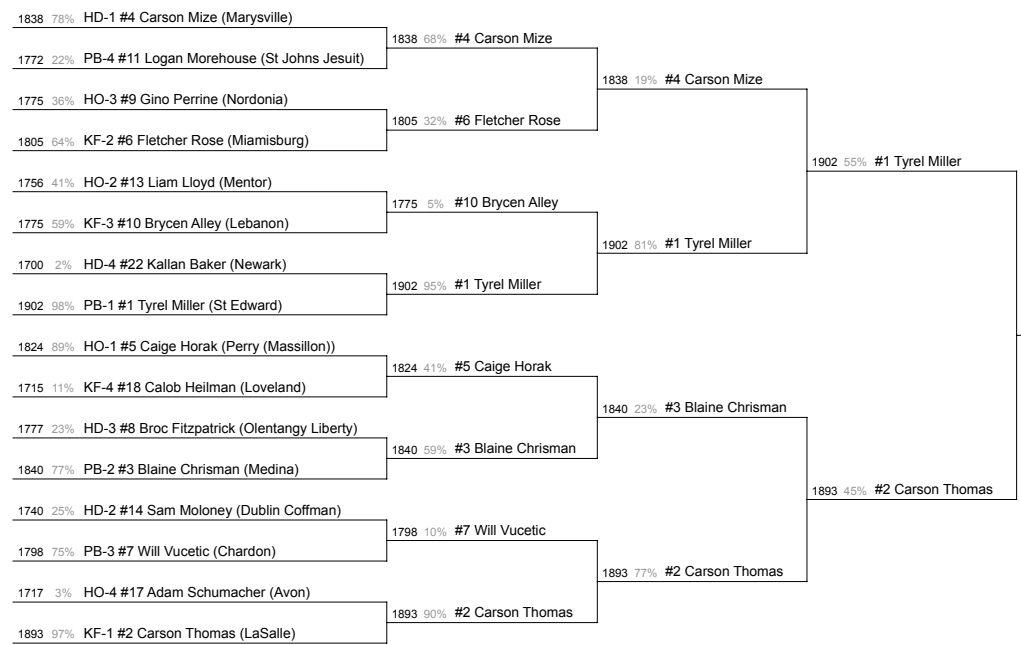 1838 78% HD-1 #4 Carson Mize (Marysville)
1772 22% PB-4 #11 Logan Morehouse (St Johns Jesuit)
1775 36% HO-3 #9 Gino Perrine (Nordonia)
1805 64% KF-2 #6 Fletcher Rose (Miamisburg)
1756 41% HO-2 #13 Liam Lloyd (Mentor)
1775 59% KF-3 #10 Brycen Alley (Lebanon)
1700 2% HD-4 #22 Kallan Baker (Newark)
1902 98% PB-1 #1 Tyrel Miller (St Edward)
1824 89% HO-1 #5 Caige Horak (Perry (Massillon))
1715 11% KF-4 #18 Calob Heilman (Loveland)
1777 23% HD-3 #8 Broc Fitzpatrick (Olentangy Liberty)
1840 77% PB-2 #3 Blaine Chrisman (Medina)
1740 25% HD-2 #14 Sam Moloney (Dublin Coffman)
1798 75% PB-3 #7 Will Vucetic (Chardon)
1717 3% HO-4 #17 Adam Schumacher (Avon)
1893 97% KF-1 #2 Carson Thomas (LaSalle)
1838 68% #4 Carson Mize
1805 32% #6 Fletcher Rose
1775 5% #10 Brycen Alley
1902 95% #1 Tyrel Miller
1824 41% #5 Caige Horak
1840 59% #3 Blaine Chrisman
1798 10% #7 Will Vucetic
1893 90% #2 Carson Thomas
1838 19% #4 Carson Mize
1902 81% #1 Tyrel Miller
1840 23% #3 Blaine Chrisman
1893 77% #2 Carson Thomas
1902 55% #1 Tyrel Miller
1893 45% #2 Carson Thomas